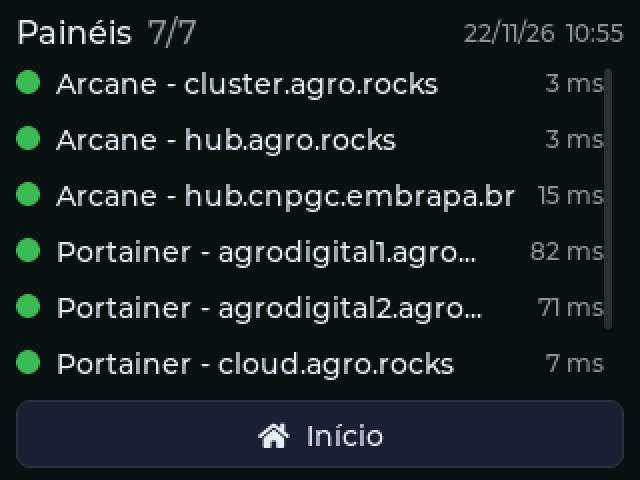 Painéis 7/7 22/11/26 10:55
Arcane - cluster.agro.rocks 3 ms
Arcane - hub.agro.rocks 3 ms
Arcane - hub.cnpgc.embrapa.br 15 ms
Portainer - agrodigital1.agro... 82 ms
Portainer - agrodigital2.agro... 71 ms
Portainer - cloud.agro.rocks 7 ms
Início